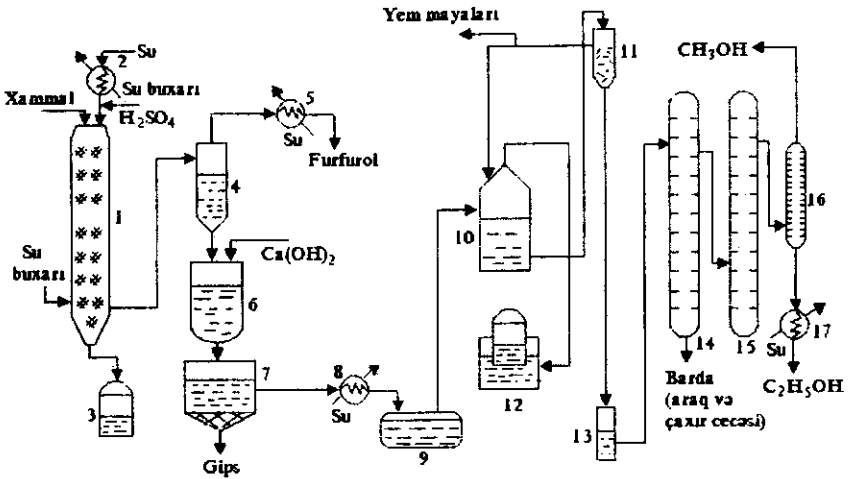 Yem mayaları
Su
2
Su buxarı
Xammal
H₂SO₄
1
Su
buxarı
3
4
5
Su
Furfurol
Ca(OH)₂
6
7
Gips
8
Su
9
10
11
12
13
CH₃OH
14
15
16
17
Su
Barda
(araq və
çaxır cecəsi)
C₂H₅OH